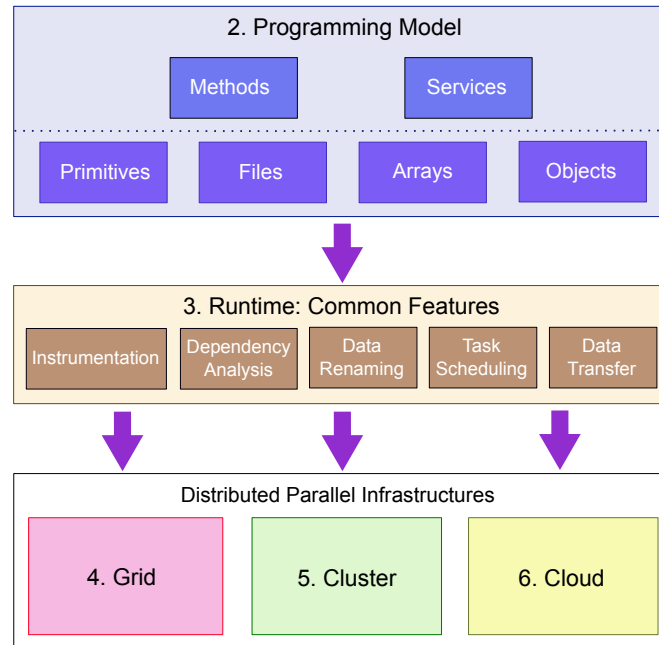 2. Programming Model
Methods
Services
Primitives
Files
Arrays
Objects
3. Runtime: Common Features
Instrumentation
Dependency
Analysis
Data
Renaming
Task
Scheduling
Data
Transfer
Distributed Parallel Infrastructures
4. Grid
5. Cluster
6. Cloud